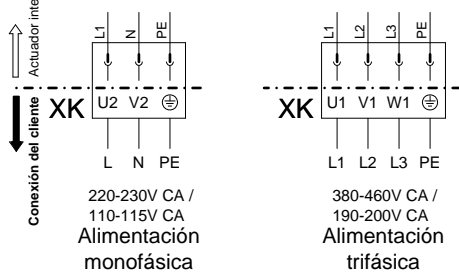 Actuador
Conexión del cliente
L1 N PE
XK
U2 V2
L N PE
220-230V CA /
110-115V CA
Alimentación
monofásica
L1 L2 L3 PE
XK
U1 V1 W1
L1 L2 L3 PE
380-460V CA /
190-200V CA
Alimentación
trifásica